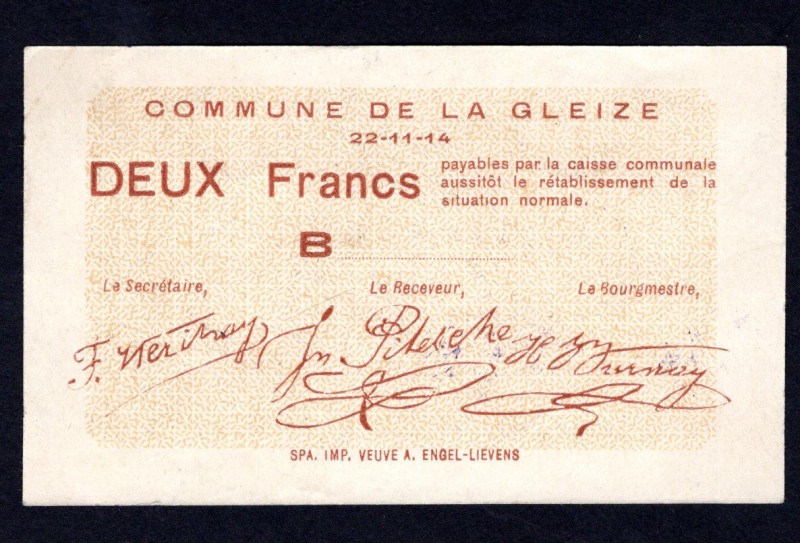 COMMUNE DE LA GLEIZE
22-11-14
DEUX Francs
payables par la caisse communale
aussitôt le rétablissement de la
situation normale.
B
Le Secrétaire,
Le Receveur,
Le Bourgmestre,
F.
SPA. IMP. VEUVE A. ENGEL-LIEVENS